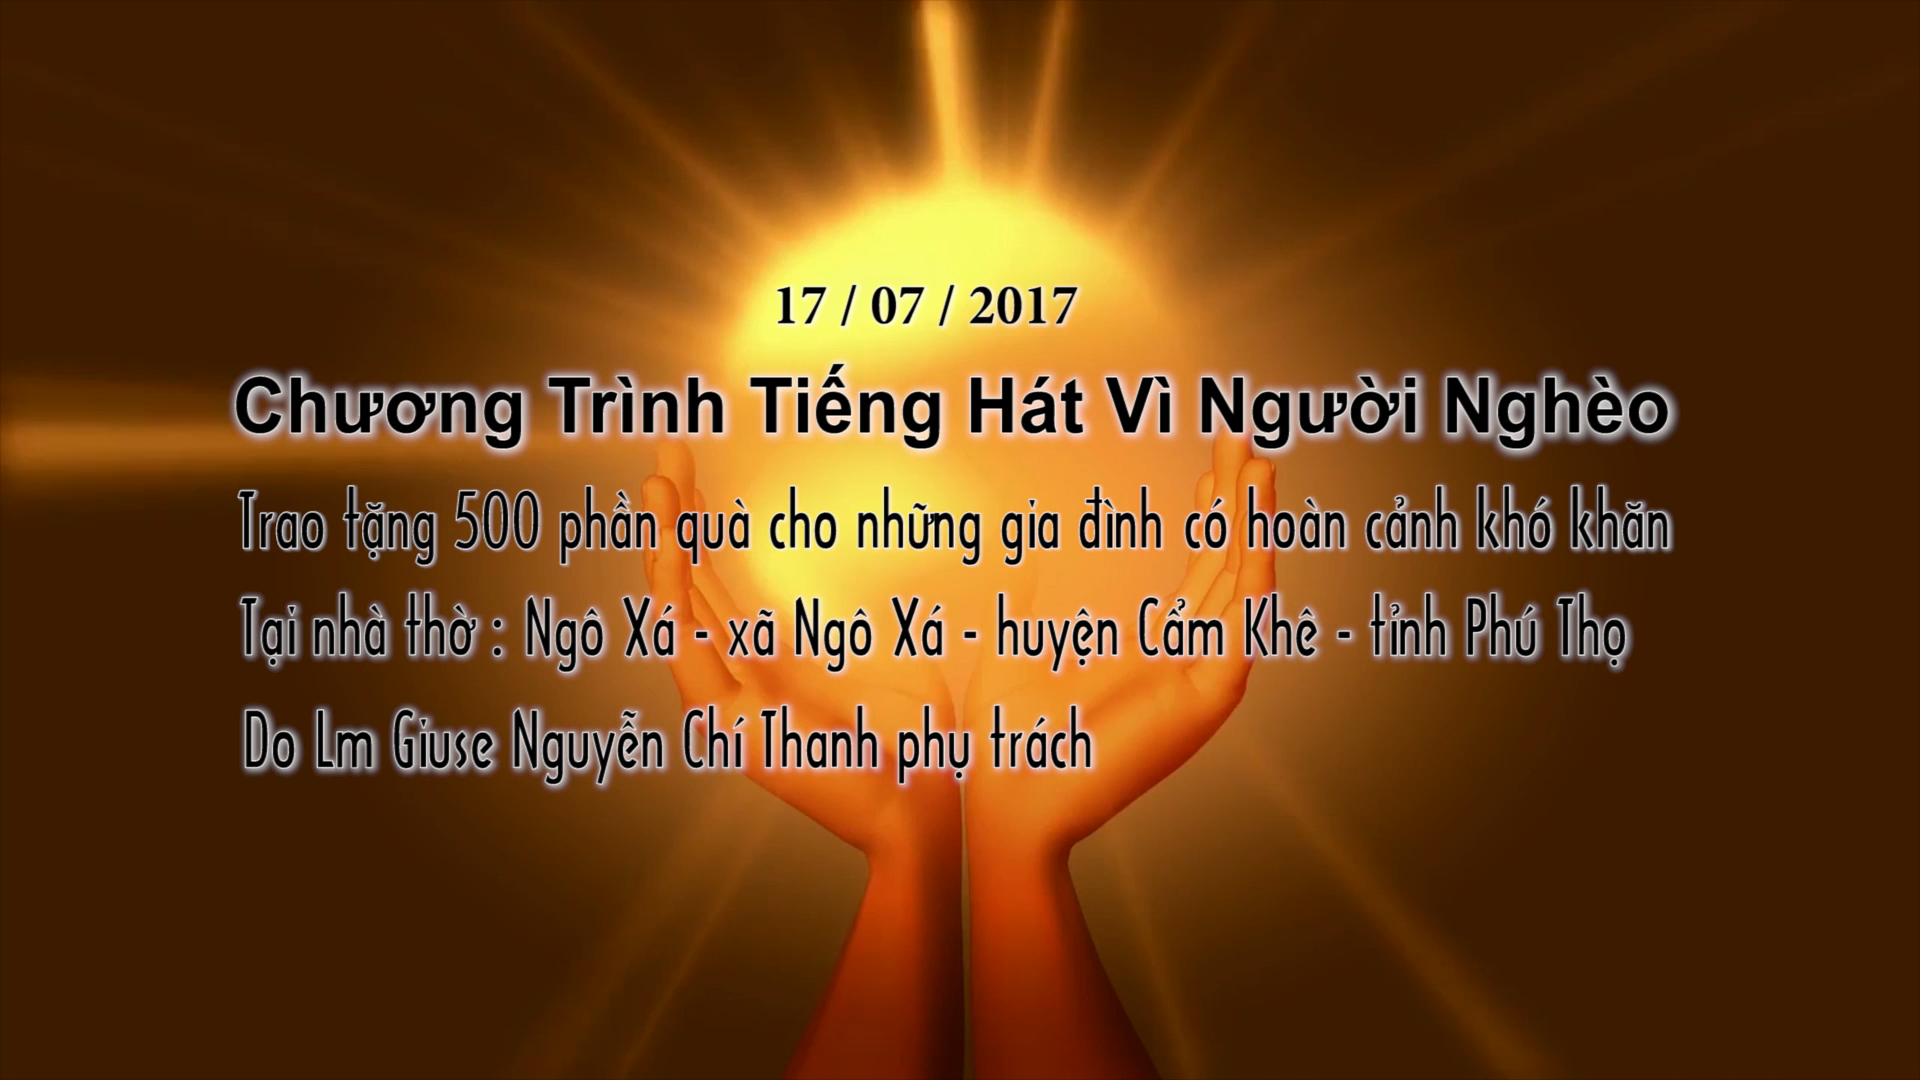 17 / 07 / 2017
Chương Trình Tiếng Hát Vì Người Nghèo
Trao tặng 500 phần quà cho những gia đình có hoàn cảnh khó khăn
Tại nhà thờ : Ngô Xá - xã Ngô Xá - huyện Cẩm Khê - tỉnh Phú Thọ
Do Lm Giuse Nguyễn Chí Thanh phụ trách